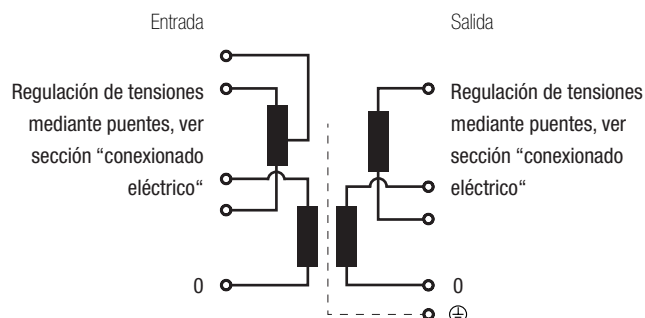 Entrada
Salida
Regulación de tensiones
mediante puentes, ver
sección “conexionado
eléctrico“
Regulación de tensiones
mediante puentes, ver
sección “conexionado
eléctrico“
0
0